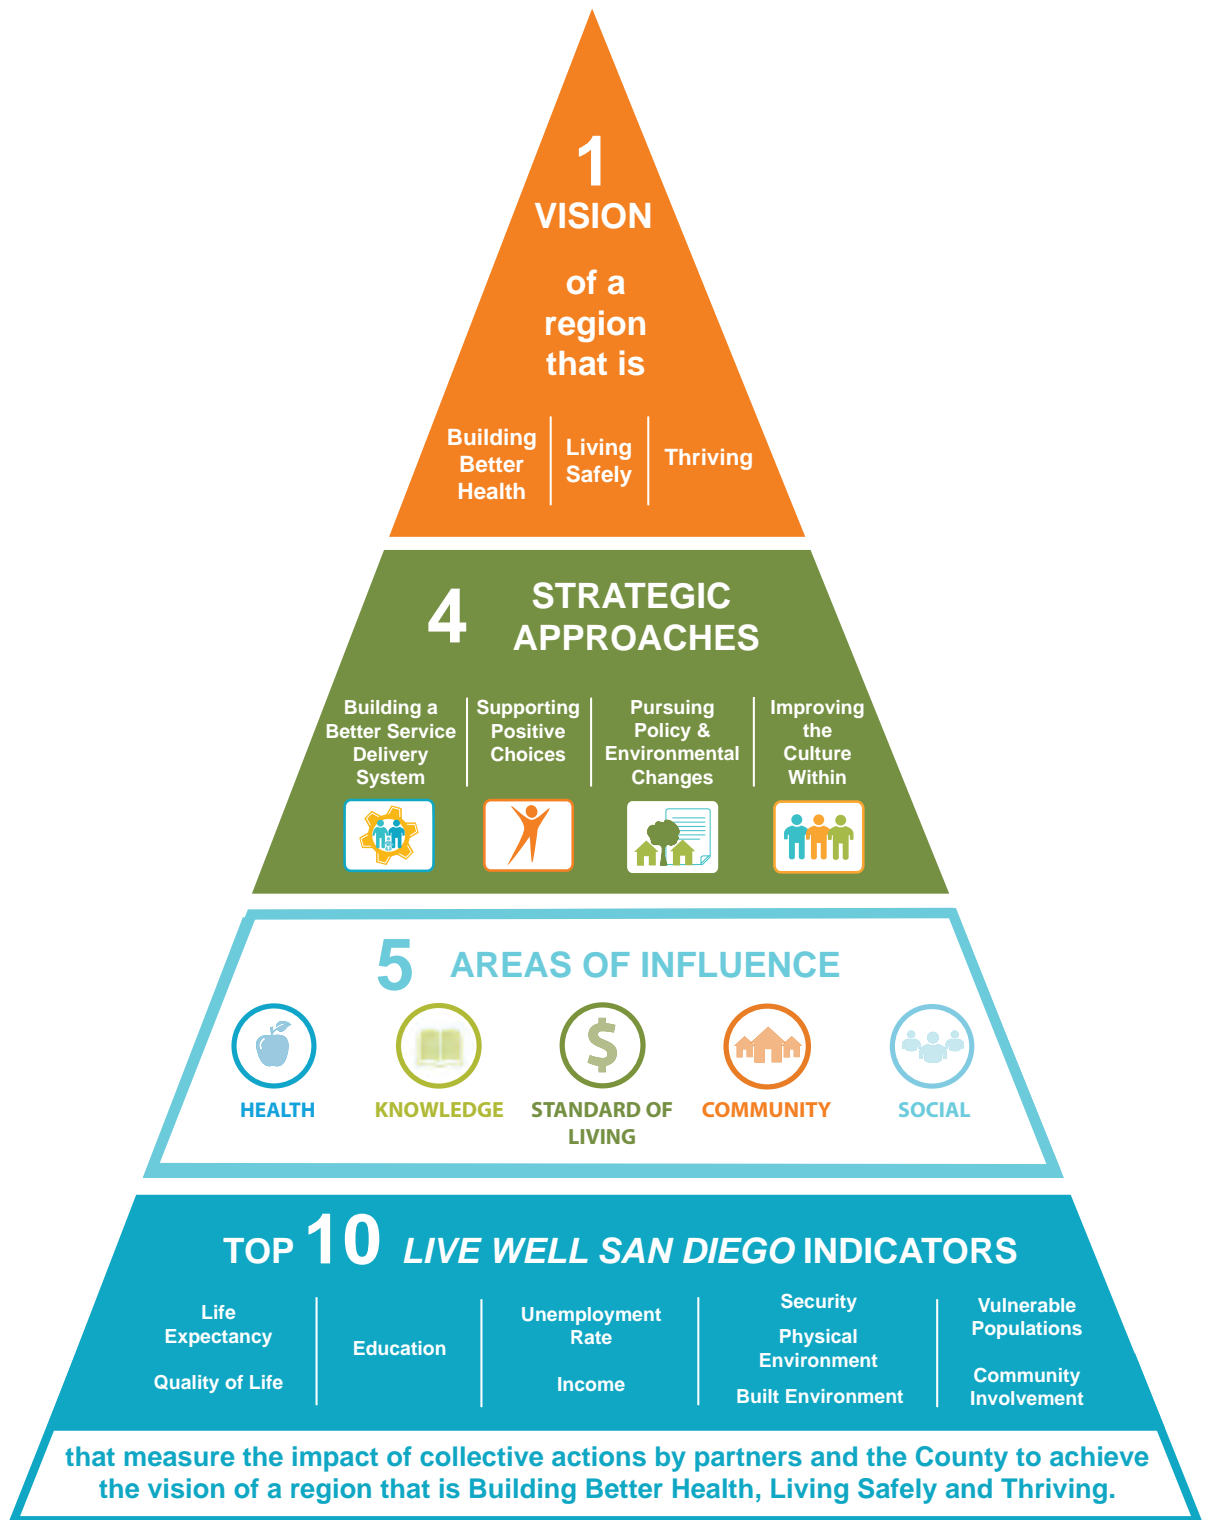 1
VISION
of a
region
that is
Building
Better
Health
Living
Safely
Thriving
4
STRATEGIC
APPROACHES
Building a
Better Service
Delivery
System
Supporting
Positive
Choices
Pursuing
Policy &
Environmental
Changes
Improving
the
Culture
Within
5 AREAS OF INFLUENCE
HEALTH
KNOWLEDGE
STANDARD OF
LIVING
COMMUNITY
SOCIAL
TOP 10 LIVE WELL SAN DIEGO INDICATORS
Life
Expectancy
Quality of Life
Education
Unemployment
Rate
Income
Security
Physical
Environment
Built Environment
Vulnerable
Populations
Community
Involvement
that measure the impact of collective actions by partners and the County to achieve
the vision of a region that is Building Better Health, Living Safely and Thriving.